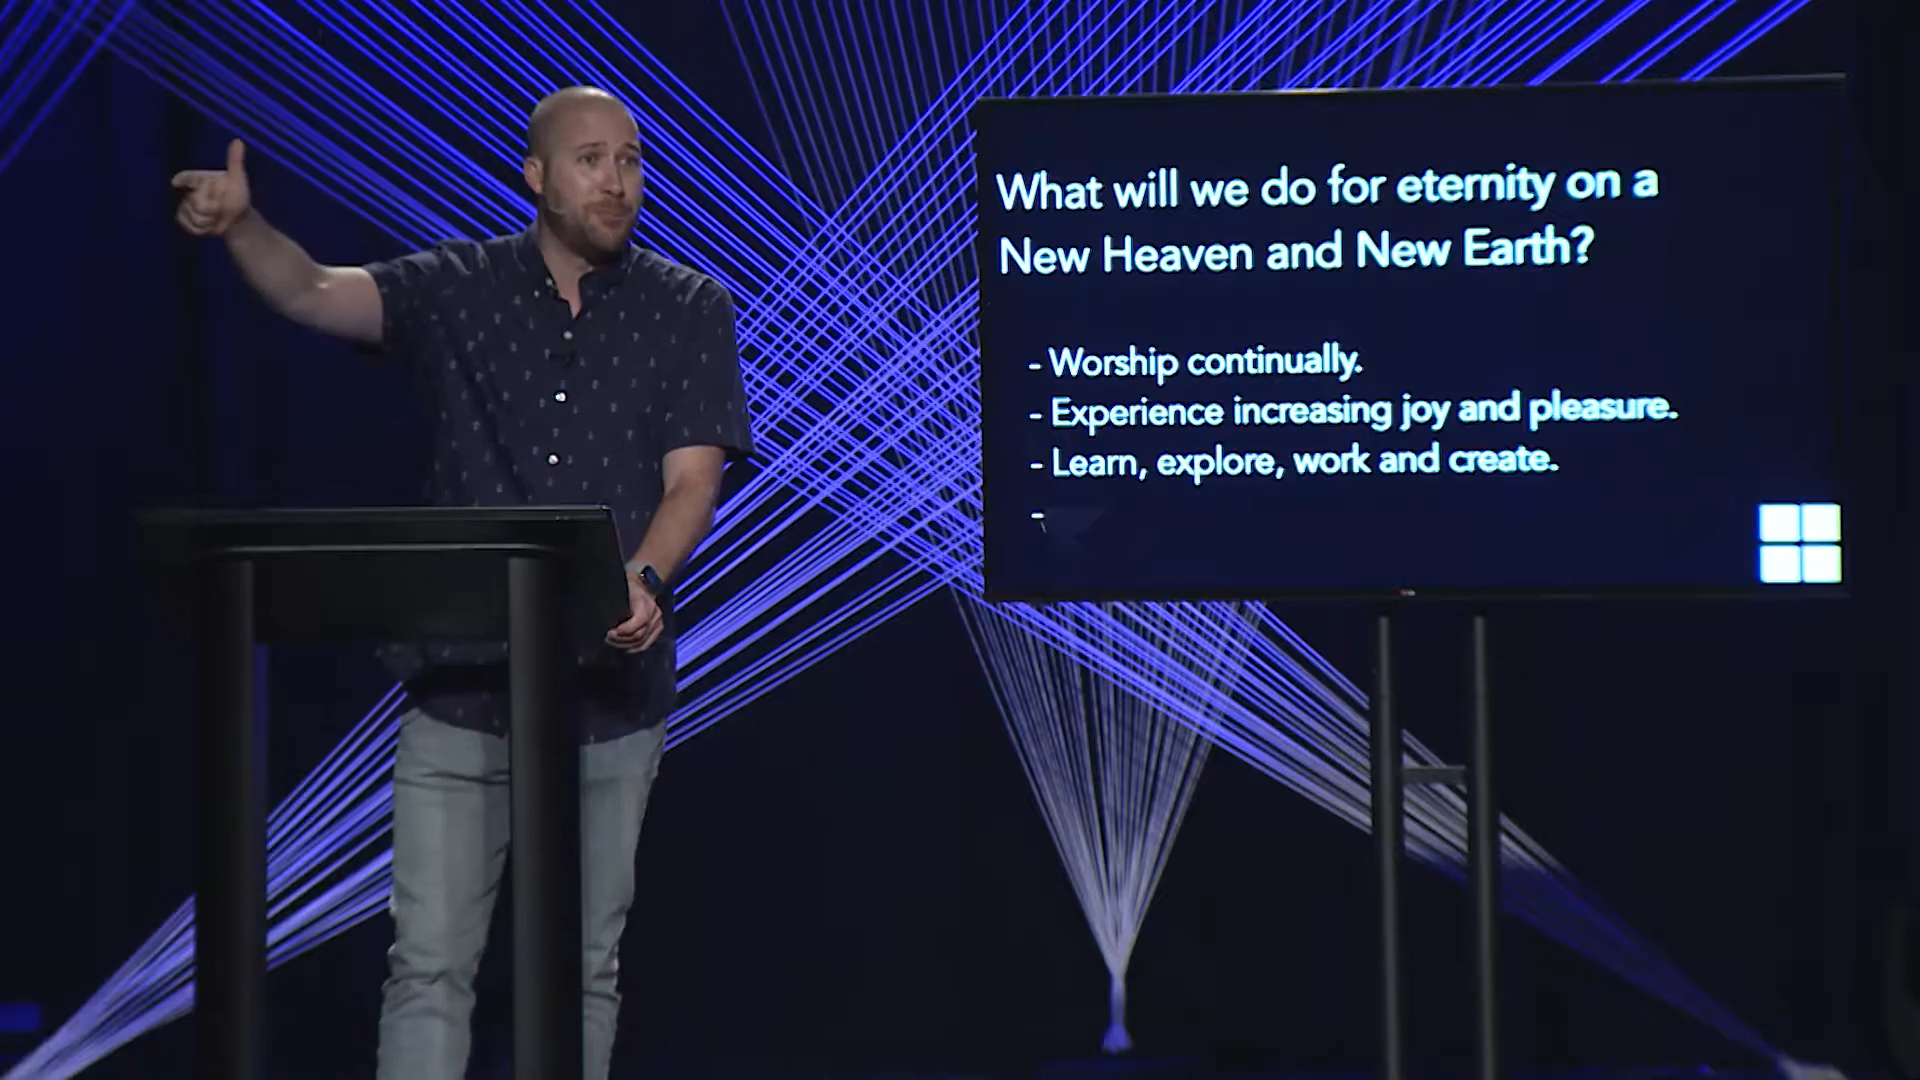 What will we do for eternity on a
New Heaven and New Earth?
- Worship continually.
- Experience increasing joy and pleasure.
- Learn, explore, work and create.
-